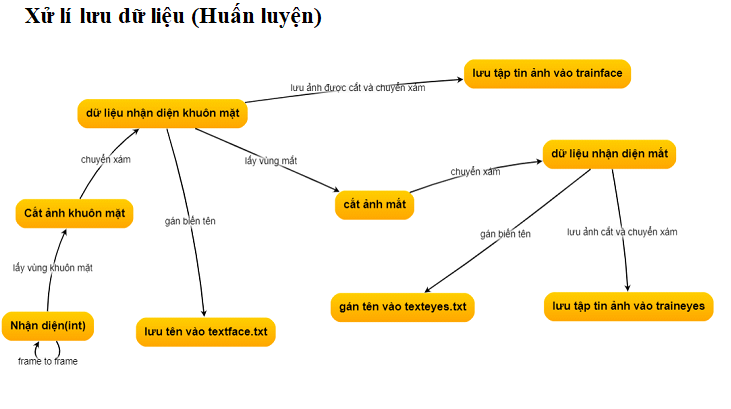 Xử lí lưu dữ liệu (Huấn luyện)
lưu tập tin ảnh vào trainface
lưu ảnh được cắt và chuyển xám
dữ liệu nhận diện khuôn mặt
chuyển xám
lấy vùng mắt
dữ liệu nhận diện mắt
chuyển xám
Cắt ảnh khuôn mặt
cắt ảnh mắt
gán biến tên
gán biến tên
lưu ảnh cắt và chuyển xám
lấy vùng khuôn mặt
Nhận diện(int)
lưu tên vào textface.txt
gán tên vào texteyes.txt
lưu tập tin ảnh vào traineyes
frame to frame